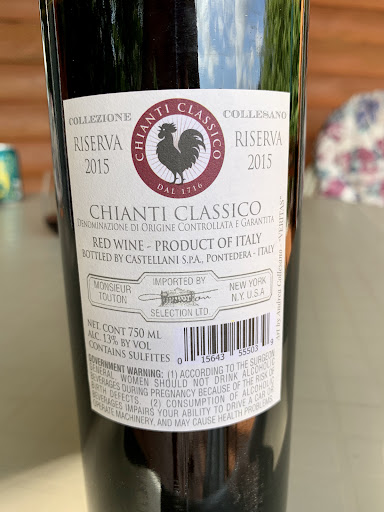 COLLEZIONE COLLESANO
CHIANTI CLASSICO
DAL 1716
RISERVA RISERVA
2015 2015
CHIANTI CLASSICO
DENOMINAZIONE DI ORIGINE CONTROLLATA E GARANTITA
RED WINE - PRODUCT OF ITALY
BOTTLED BY CASTELLANI S.P.A., PONTEDERA - ITALY
MONSIEUR TOUTON
IMPORTED BY
SELECTION LTD.
NEW YORK
N.Y. U.S.A
NET. CONT 750 ML
ALC. 13% BY VOL
CONTAINS SULFITES
0 15643 55503 4
GOVERNMENT WARNING: (1) ACCORDING TO THE SURGEON
GENERAL, WOMEN SHOULD NOT DRINK ALCOHOLIC
BEVERAGES DURING PREGNANCY BECAUSE OF THE RISK OF
BIRTH DEFECTS. (2) CONSUMPTION OF ALCOHOLIC
BEVERAGES IMPAIRS YOUR ABILITY TO DRIVE A CAR OR
OPERATE MACHINERY, AND MAY CAUSE HEALTH PROBLEMS.